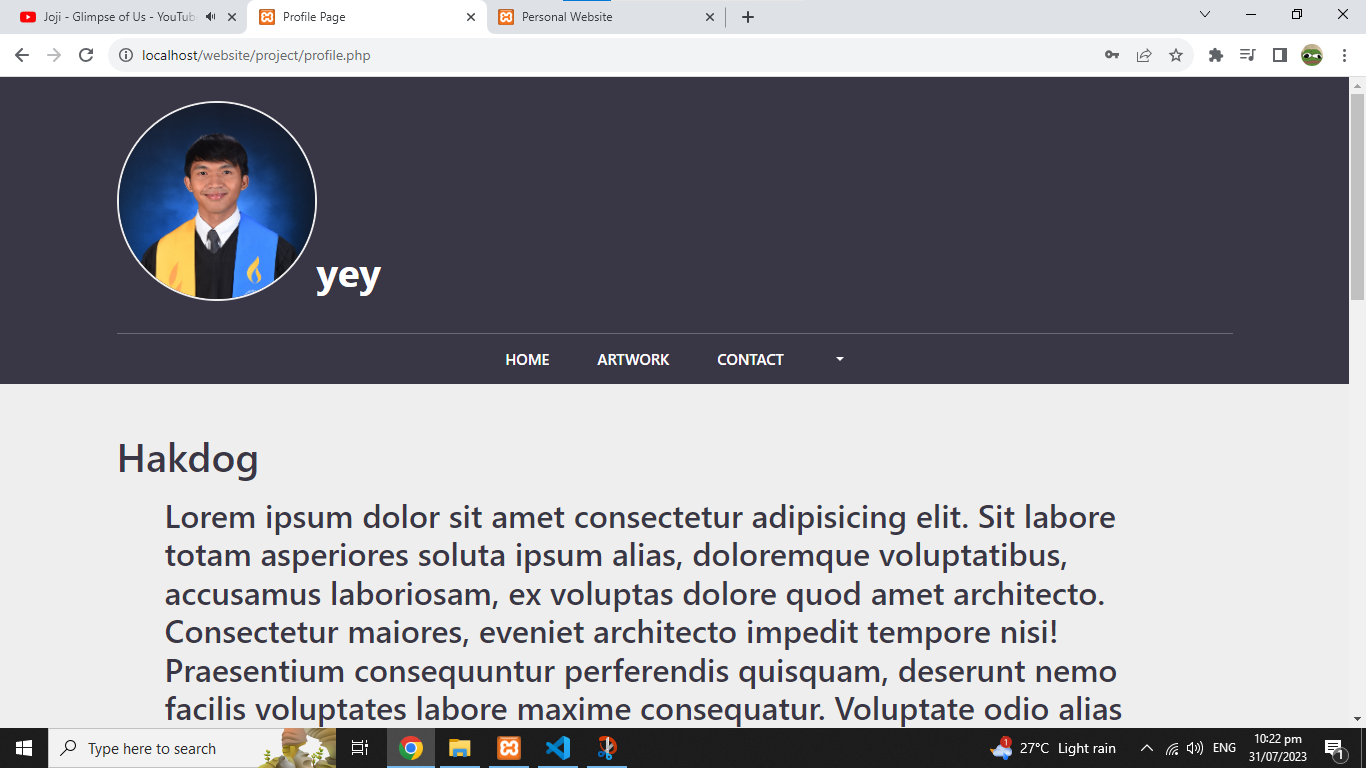 Joji - Glimpse of Us - YouTub
Profile Page
Personal Website
localhost/website/project/profile.php
yey
HOME
ARTWORK
CONTACT
Hakdog
Lorem ipsum dolor sit amet consectetur adipisicing elit. Sit labore
totam asperiores soluta ipsum alias, doloremque voluptatibus,
accusamus laboriosam, ex voluptas dolore quod amet architecto.
Consectetur maiores, eveniet architecto impedit tempore nisi!
Praesentium consequuntur perferendis quisquam, deserunt nemo
facilis voluptates labore maxime consequatur. Voluptate odio alias
Type here to search
1
27°C Light rain
ENG
10:22 pm
31/07/2023
1